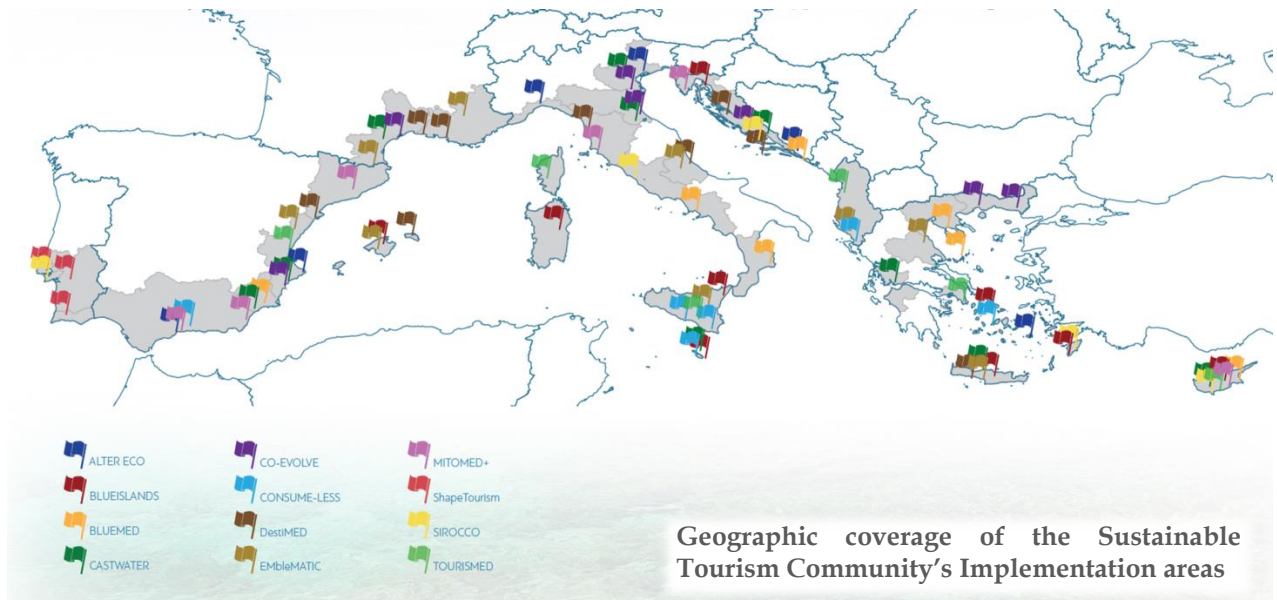 ALTER ECO
BLUEISLANDS
BLUEMED
CASTWATER
CO-EVOLVE
CONSUME-LESS
DestiMED
EMbleMATIC
MITOMED+
ShapeTourism
SIROCCO
TOURISMED
Geographic coverage of the Sustainable
Tourism Community's Implementation areas